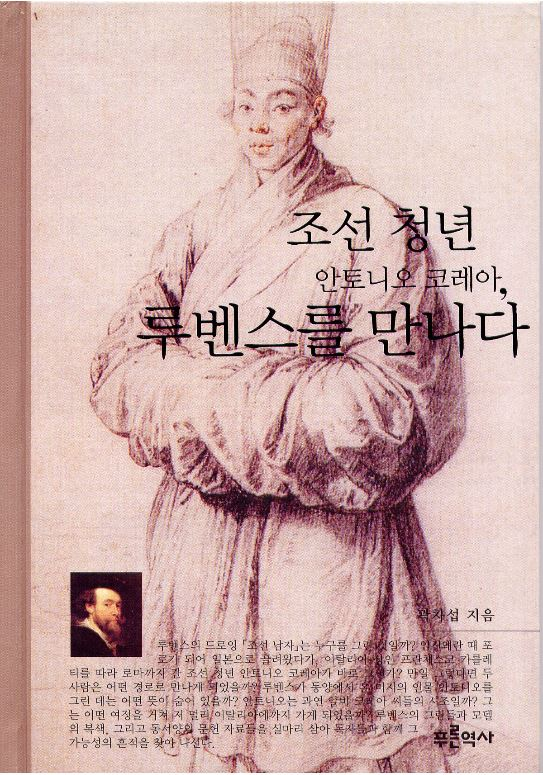 조선 청년
안토니오 코레아,
루벤스를 만나다
곽차섭 지음
루벤스의 드로잉 「조선 남자」는 누구를 그린 것일까? 임진왜란 때 포
로가 되어 일본으로 끌려왔다가, 이탈리아 상인 프란체스코 카를레
티를 따라 로마까지 간 조선 청년 안토니오 코레아가 바로 그인가? 만일 그렇다면 두
사람은 어떤 경로로 만나게 되었을까? 루벤스가 동양에서 온 미지의 인물 안토니오를
그린 데는 어떤 뜻이 숨어 있을까? 안토니오는 과연 알비 코레아 씨들의 시조일까? 그
는 어떤 여정을 거쳐 저 멀리 이탈리아에까지 가게 되었을까? 루벤스의 그림들과 모델
의 복색, 그리고 동서양의 문헌 자료들을 실마리 삼아 독자들과 함께 그
가능성의 흔적을 찾아 나선다.
푸른역사